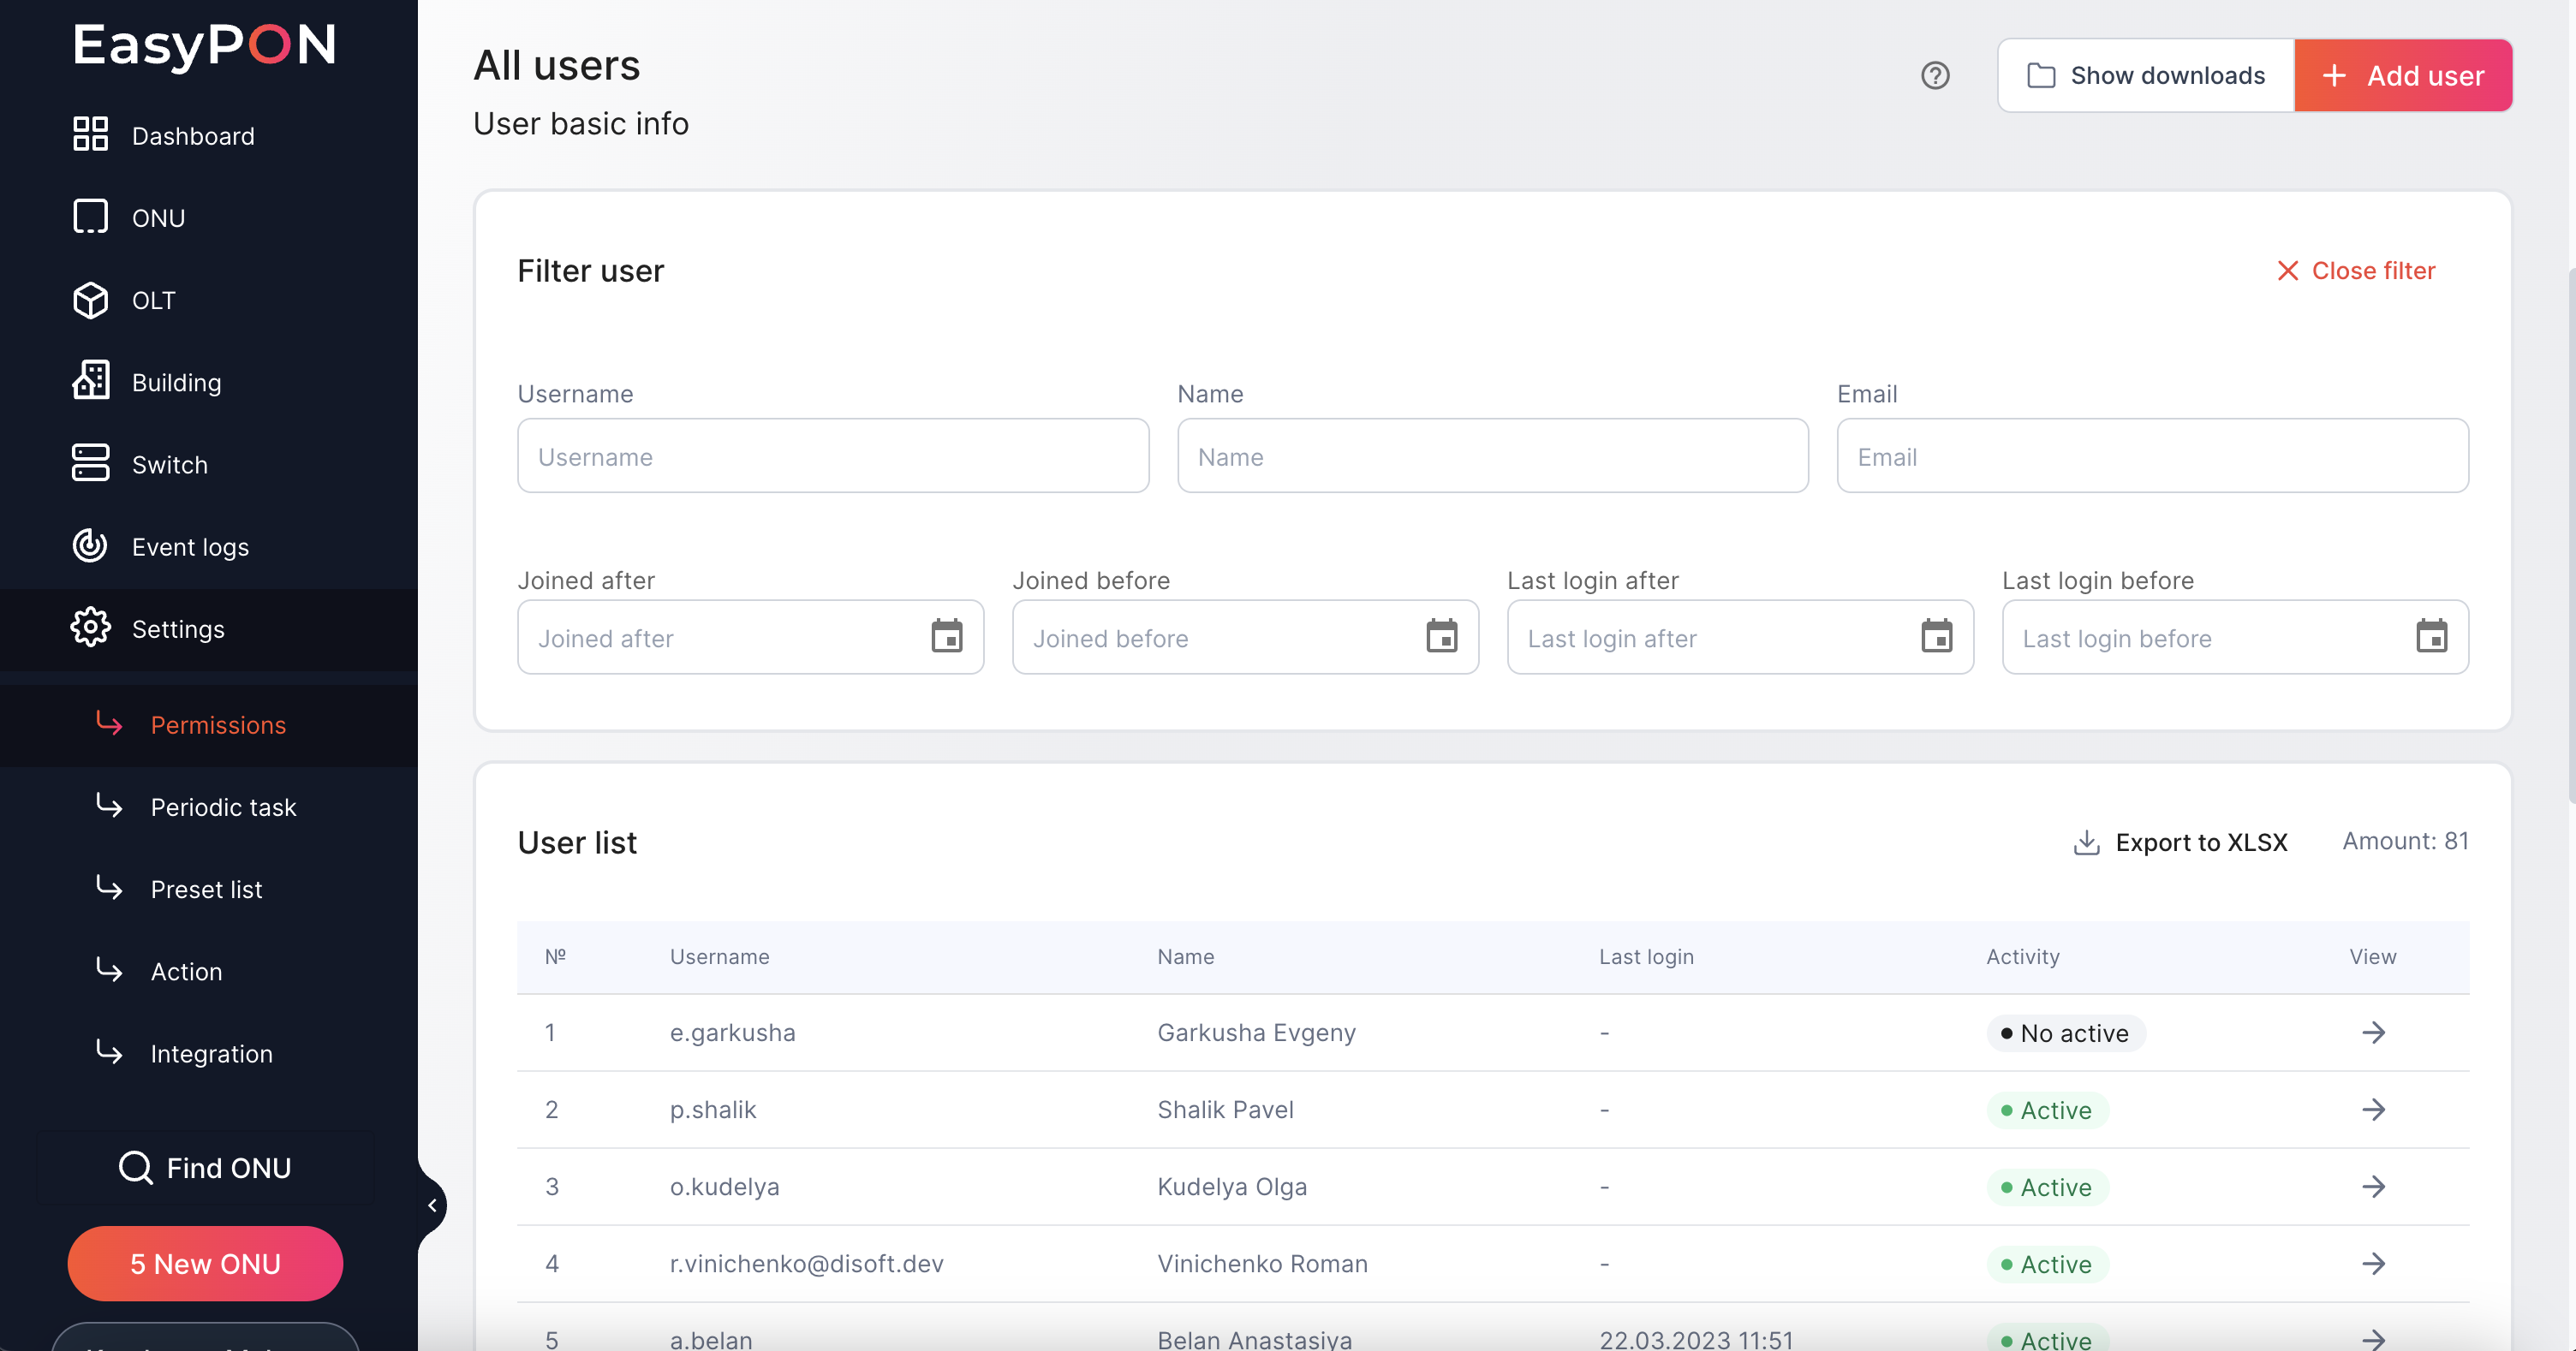 EasyPON
Dashboard
ONU
OLT
Building
Switch
Event logs
Settings
Permissions
Periodic task
Preset list
Action
Integration
Find ONU
5 New ONU
All users
User basic info
Show downloads
Add user
Filter user
Close filter
Username Name Email
Username Name Email
Joined after Joined before Last login after Last login before
Joined after Joined before Last login after Last login before
User list
Export to XLSX
Amount: 81
№ Username Name Last login Activity View
1 e.garkusha Garkusha Evgeny - No active
2 p.shalik Shalik Pavel - Active
3 o.kudelya Kudelya Olga - Active
4 r.vinichenko@disoft.dev Vinichenko Roman - Active
5 a.belan Belan Anastasiya 22.03.2023 11:51 Active